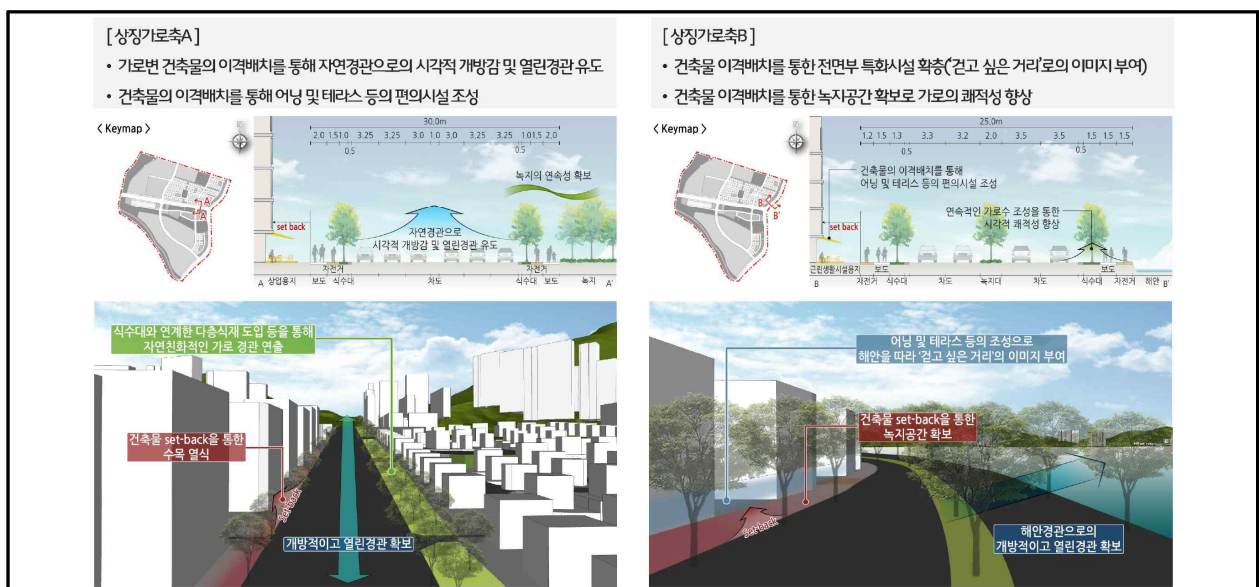 [상징가로축A]
• 가로변 건축물의 이격배치를 통해 자연경관으로의 시각적 개방감 및 열린경관 유도
• 건축물의 이격배치를 통해 어닝 및 테라스 등의 편의시설 조성
< Keymap >
A'
A
30.0m
2.0 1.5 1.0 3.25 3.25 3.0 1.0 3.0 3.25 3.25 1.0 1.5 2.0
0.5 0.5
녹지의 연속성 확보
set back
자연경관으로
시각적 개방감 및 열린경관 유도
자전거 자전거
A 상업용지 보도 식수대 차도 식수대 보도 녹지 A'
식수대와 연계한 다층식재 도입 등을 통해
자연친화적인 가로 경관 연출
건축물 set-back을 통한
수목 열식
Set-back
개방적이고 열린경관 확보
[상징가로축B]
• 건축물 이격배치를 통한 전면부 특화시설 확충('걷고 싶은 거리'로의 이미지 부여)
• 건축물 이격배치를 통한 녹지공간 확보로 가로의 쾌적성 향상
< Keymap >
B
B'
25.0m
1.2 1.5 1.3 3.3 3.2 2.0 3.5 3.5 1.5 1.5 1.5
0.5 0.5
건축물의 이격배치를 통해
어닝 및 테리스 등의 편의시설 조성
연속적인 가로수 조성을 통한
시각적 쾌적성 향상
set back
근린생활시설용지 보도 보도
B 자전거 식수대 차도 녹지대 차도 식수대 자전거 해안 B'
어닝 및 테라스 등의 조성으로
해안을 따라 '걷고 싶은 거리'의 이미지 부여
건축물 set-back을 통한
녹지공간 확보
Set-back
해안경관으로의
개방적이고 열린경관 확보